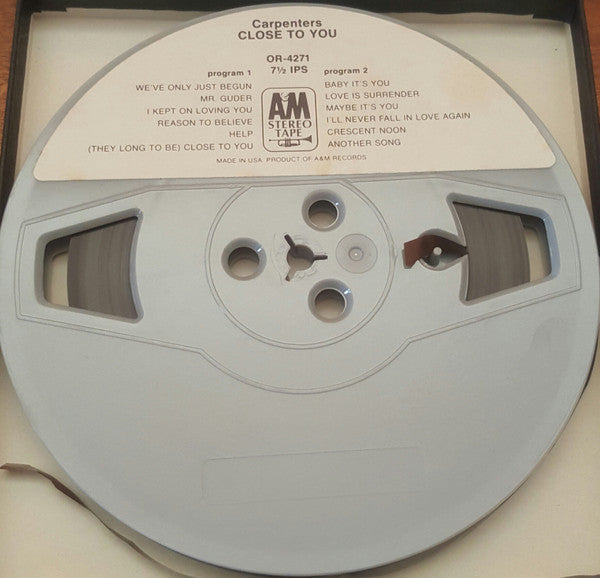 Carpenters
CLOSE TO YOU
OR-4271
7½ IPS
program 1
WE'VE ONLY JUST BEGUN
MR. GUDER
I KEPT ON LOVING YOU
REASON TO BELIEVE
HELP
(THEY LONG TO BE) CLOSE TO YOU
A&M
STEREO
TAPE
program 2
BABY IT'S YOU
LOVE IS SURRENDER
MAYBE IT'S YOU
I'LL NEVER FALL IN LOVE AGAIN
CRESCENT NOON
ANOTHER SONG
MADE IN USA. PRODUCT OF A&M RECORDS